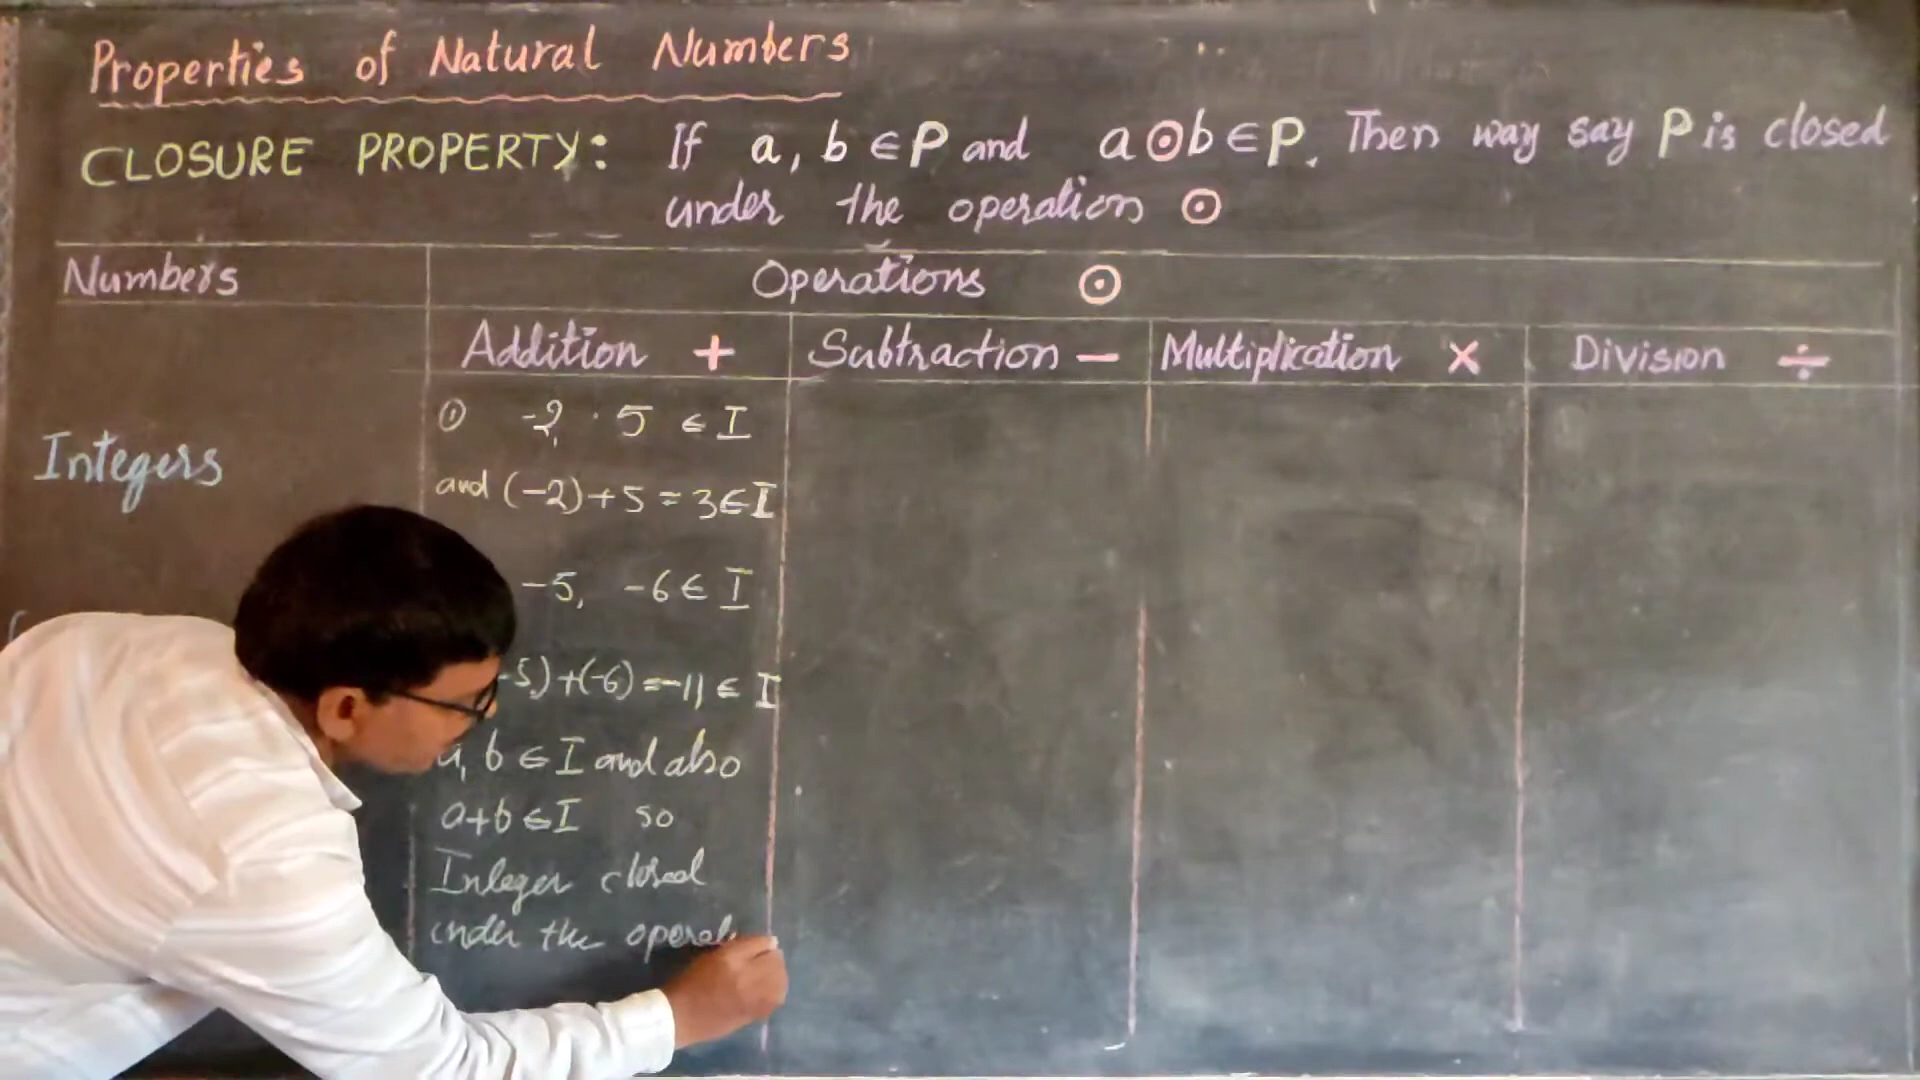 Properties of Natural Numbers
CLOSURE PROPERTY: If a, b ∈ P and a ⊙ b ∈ P. Then way say P is closed
under the operation ⊙
Numbers Operations ⊙
Addition + Subtraction − Multiplication × Division ÷
① -2, 5 ∈ I
Integers
and (-2)+5 = 3 ∈ I
-5, -6 ∈ I
-5)+(-6) = -11 ∈ I
a, b ∈ I and also
a+b ∈ I so
Integer closed
under the